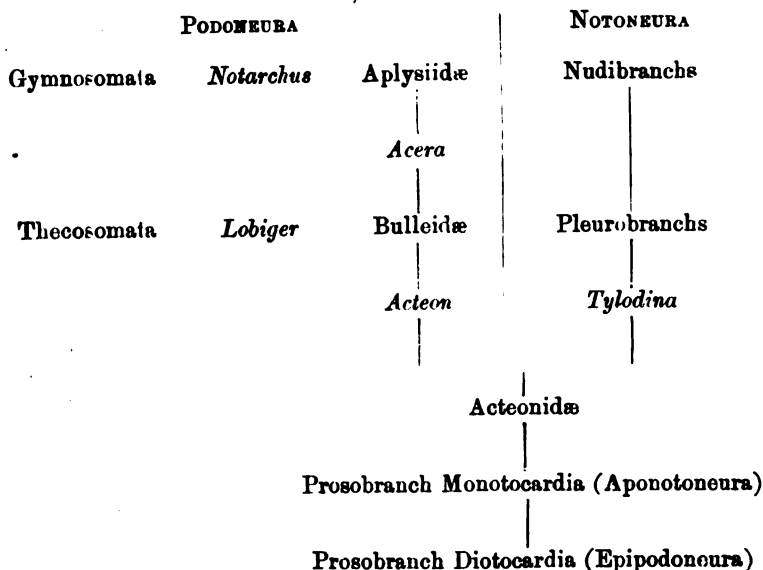 PODONEURA NOTONEURA
Gymnosomata Notarchus Aplysiidæ Nudibranchs
Acera
Thecosomata Lobiger Bulleidæ Pleurobranchs
Acteon Tylodina
Acteonidæ
Prosobranch Monotocardia (Aponotoneura)
Prosobranch Diotocardia (Epipodoneura)